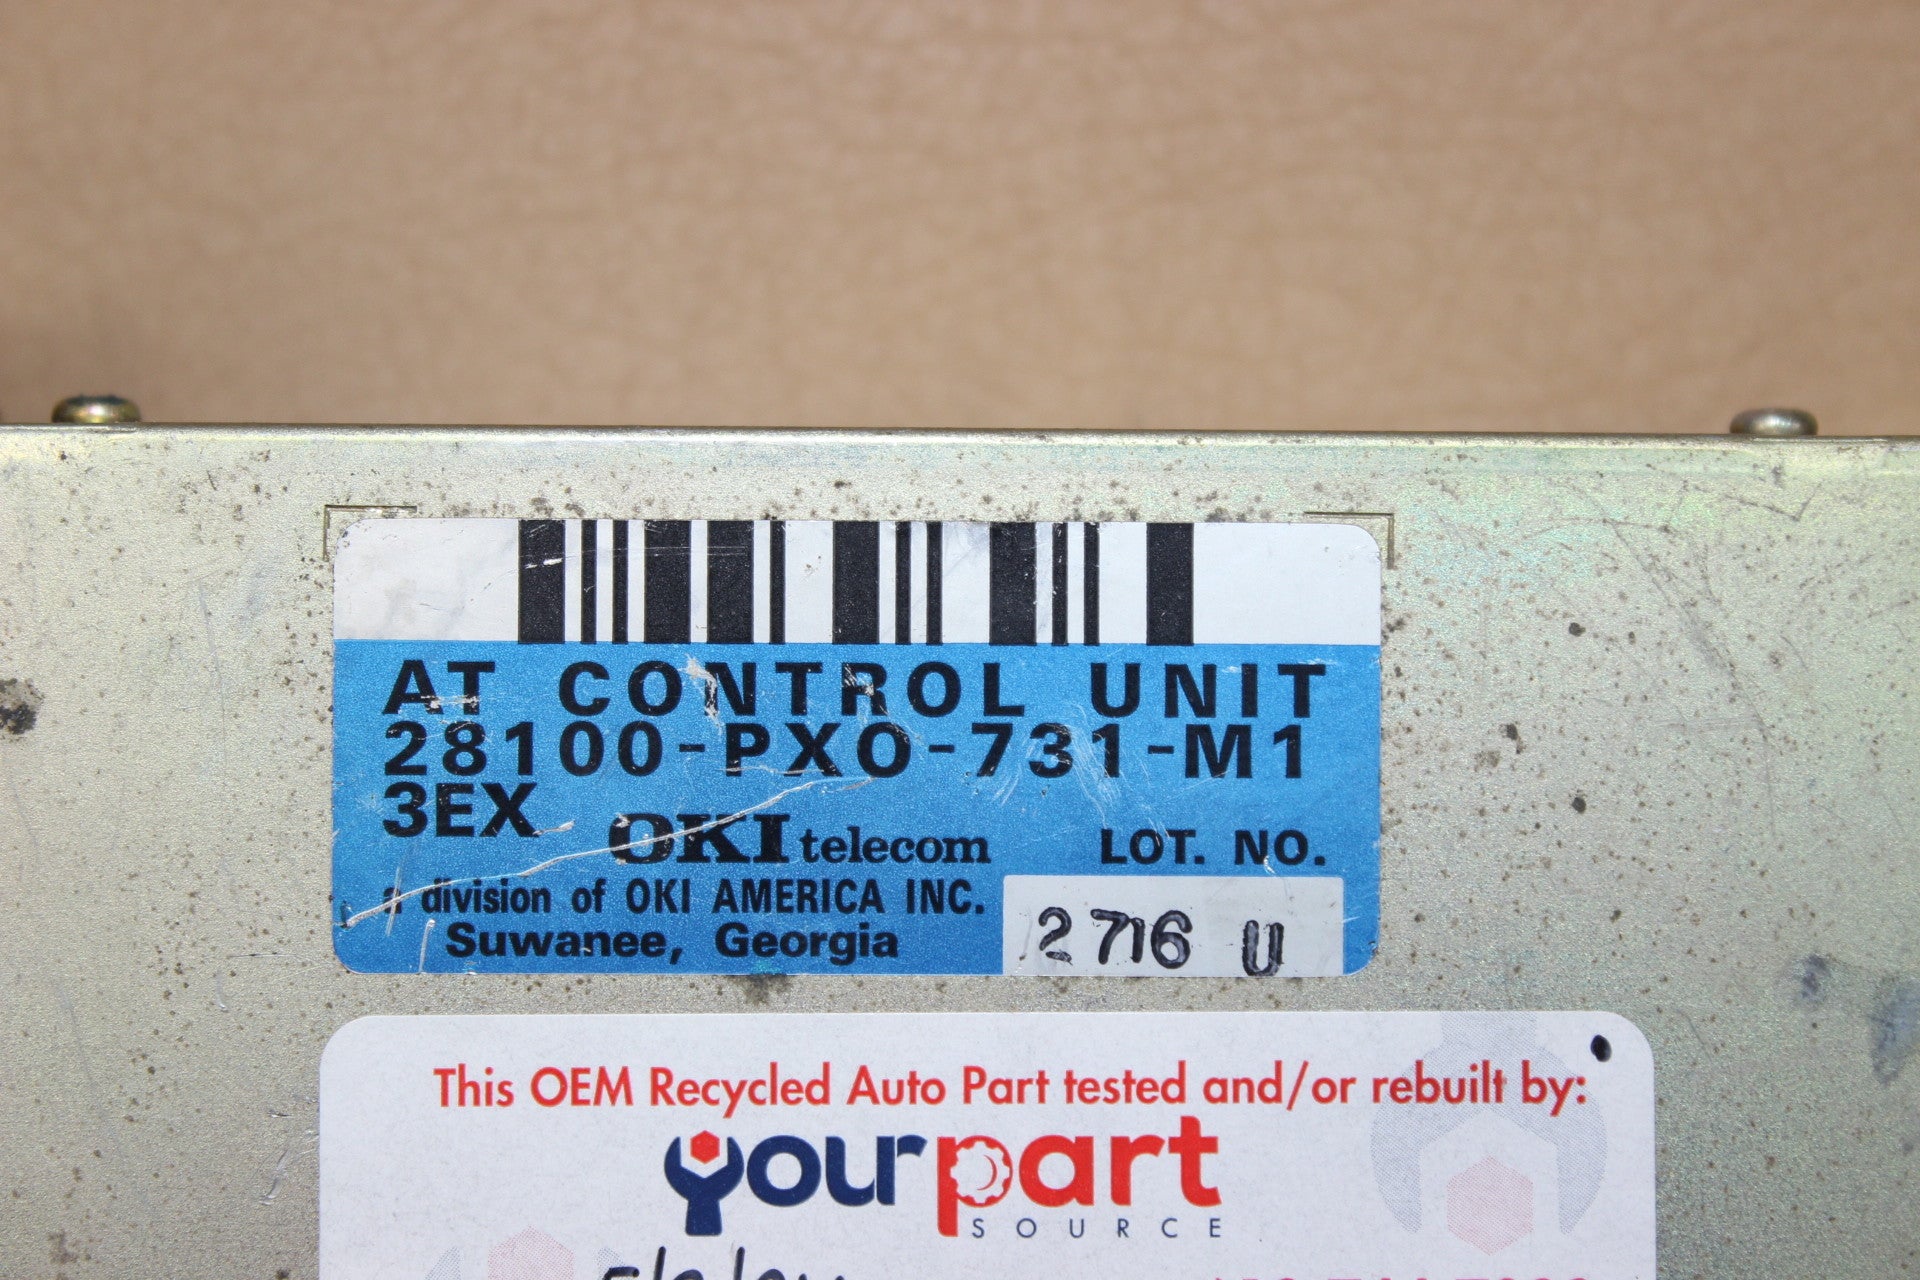 AT CONTROL UNIT
28100-PX0-731-M1
3EX
OKI telecom LOT. NO.
a division of OKI AMERICA INC.
Suwanee, Georgia
2716 U
This OEM Recycled Auto Part tested and/or rebuilt by:
yourpart
SOURCE